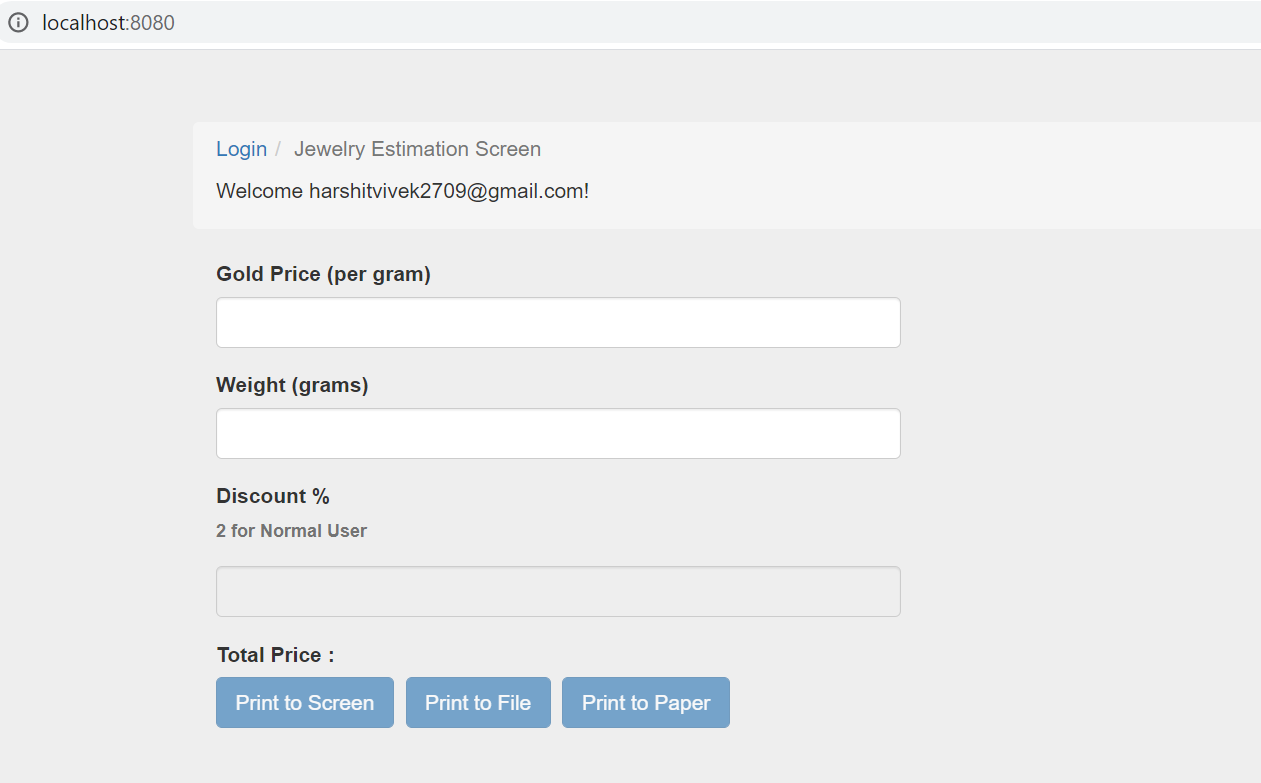 localhost:8080
Login / Jewelry Estimation Screen
Welcome harshitvivek2709@gmail.com!
Gold Price (per gram)
Weight (grams)
Discount %
2 for Normal User
Total Price :
Print to Screen Print to File Print to Paper